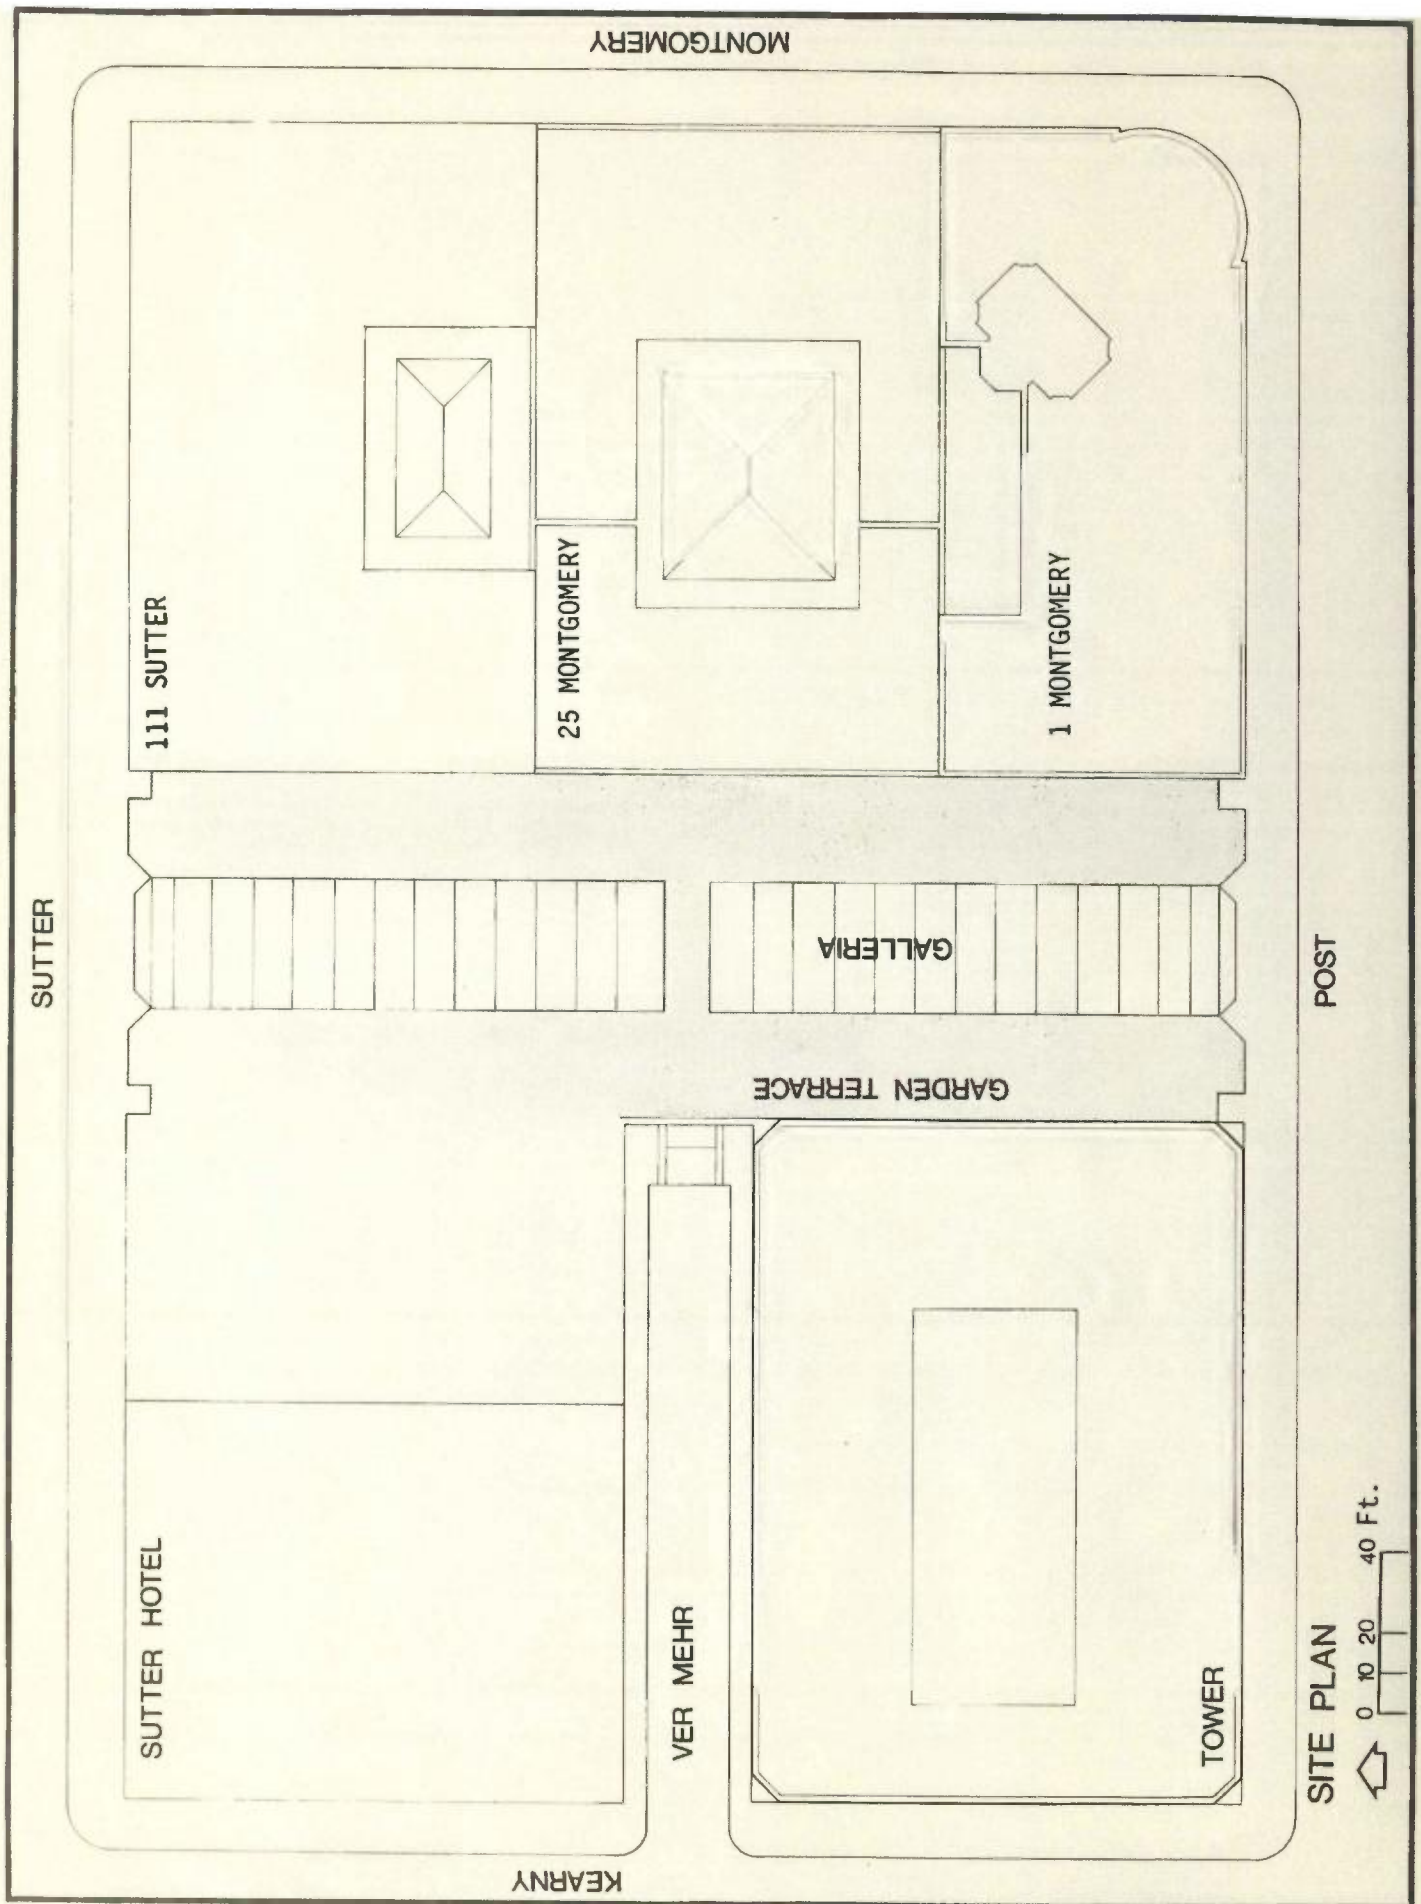 SUTTER
SUTTER HOTEL
111 SUTTER
25 MONTGOMERY
1 MONTGOMERY
MONTGOMERY
KEARNY
VER MEHR
GARDEN TERRACE
GALLERIA
TOWER
POST
SITE PLAN
0 10 20 40 Ft.